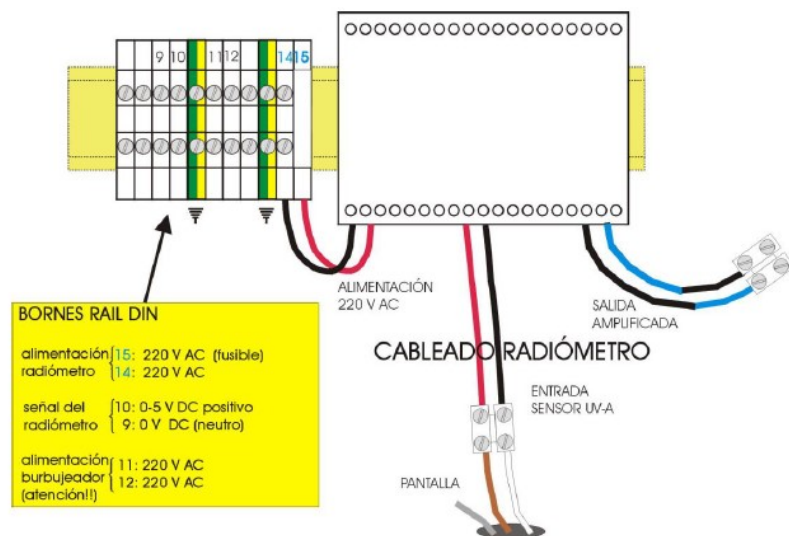 9 10 11 12 14 15
ALIMENTACIÓN
220 V AC
SALIDA
AMPLIFICADA
CABLEADO RADIÓMETRO
ENTRADA
SENSOR UV-A
PANTALLA
BORNES RAIL DIN
alimentación 15: 220 V AC (fusible)
radiómetro 14: 220 V AC
señal del 10: 0-5 V DC positivo
radiómetro 9: 0 V DC (neutro)
alimentación 11: 220 V AC
burbujeador 12: 220 V AC
(atención!!)